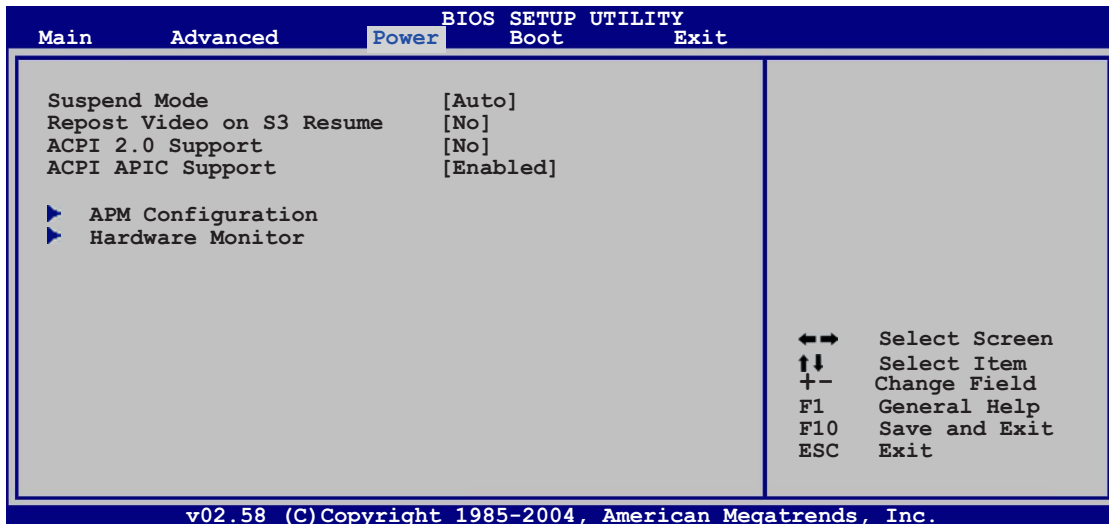 BIOS SETUP UTILITY
Main Advanced Power Boot Exit
Suspend Mode [Auto]
Repost Video on S3 Resume [No]
ACPI 2.0 Support [No]
ACPI APIC Support [Enabled]
APM Configuration
Hardware Monitor
Select Screen
Select Item
+- Change Field
F1 General Help
F10 Save and Exit
ESC Exit
v02.58 (C)Copyright 1985-2004, American Megatrends, Inc.